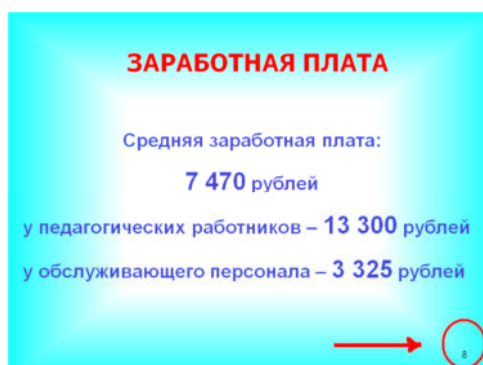 ЗАРАБОТНАЯ ПЛАТА
Средняя заработная плата:
7 470 рублей
у педагогических работников – 13 300 рублей
у обслуживающего персонала – 3 325 рублей
8